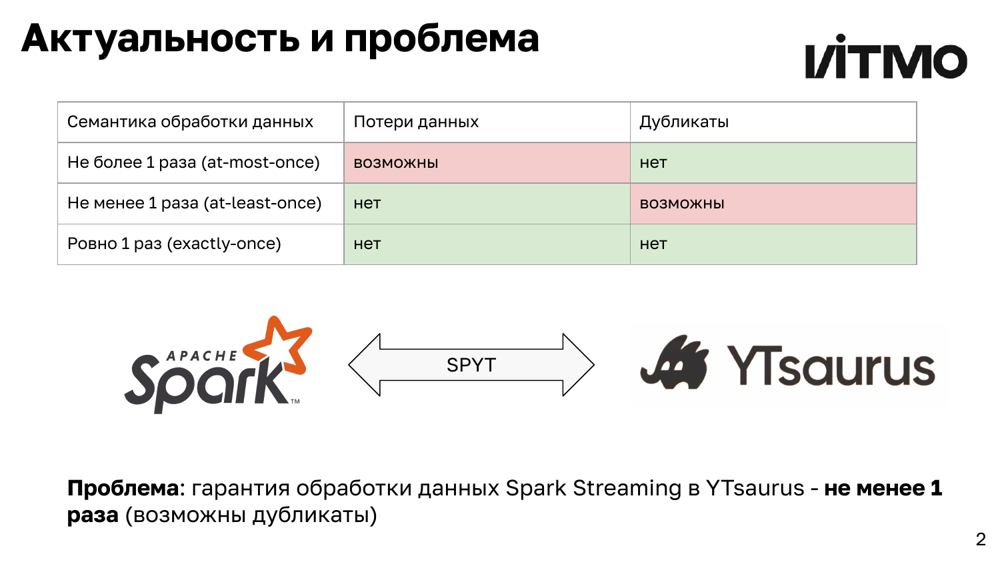 Актуальность и проблема
ИТМО
Семантика обработки данных Потери данных Дубликаты
Не более 1 раза (at-most-once) возможны нет
Не менее 1 раза (at-least-once) нет возможны
Ровно 1 раз (exactly-once) нет нет
APACHE
Spark™
SPYT
YTsaurus
Проблема: гарантия обработки данных Spark Streaming в YTsaurus - не менее 1
раза (возможны дубликаты)
2